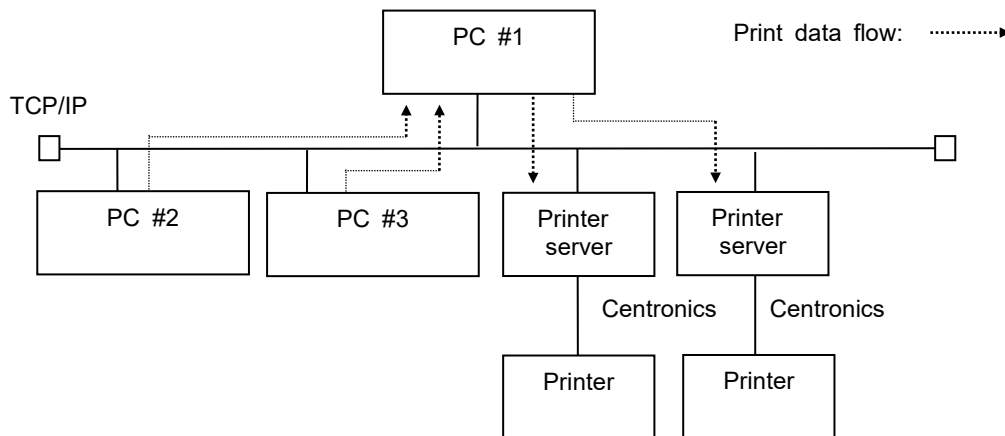 PC #1
Print data flow:
TCP/IP
PC #2
PC #3
Printer
server
Printer
server
Centronics
Centronics
Printer
Printer